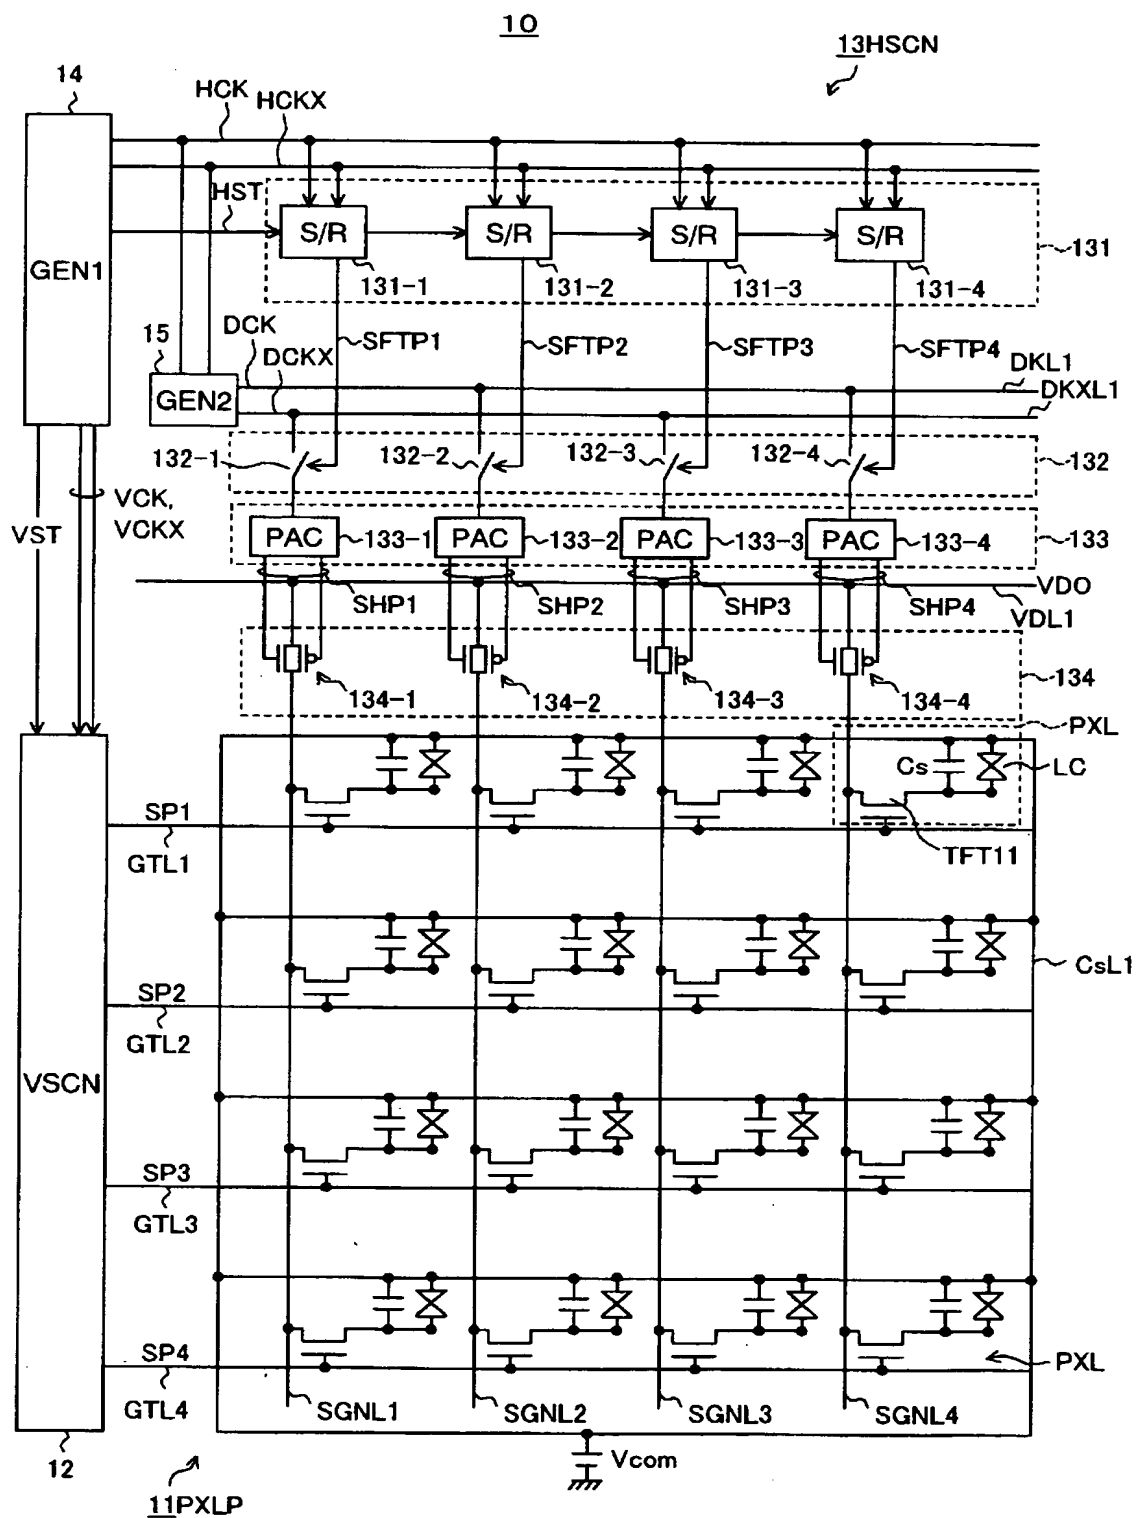 10
13HSCN
14
HCK
HCKX
HST
GEN1
S/R
S/R
S/R
S/R
131
131-1
131-2
131-3
131-4
15
DCK
DCKX
SFTP1
SFTP2
SFTP3
SFTP4
DKL1
DKXL1
GEN2
132-1
132-2
132-3
132-4
132
VCK,
VCKX
VST
PAC
133-1
PAC
133-2
PAC
133-3
PAC
133-4
133
SHP1
SHP2
SHP3
SHP4
VDO
VDL1
134-1
134-2
134-3
134-4
134
PXL
Cs
LC
SP1
GTL1
TFT11
CsL1
SP2
GTL2
VSCN
SP3
GTL3
SP4
GTL4
PXL
SGNL1
SGNL2
SGNL3
SGNL4
12
Vcom
11PXLP